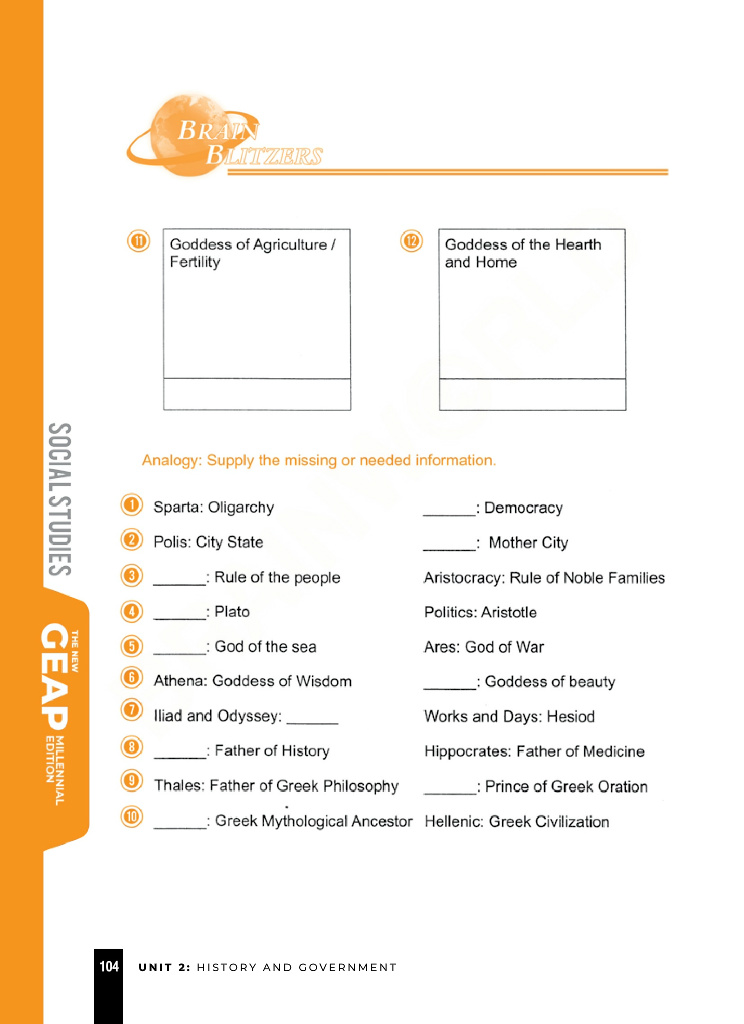 BRAIN
BLITZERS
11
Goddess of Agriculture /
Fertility
12
Goddess of the Hearth
and Home
Analogy: Supply the missing or needed information.
1 Sparta: Oligarchy ______: Democracy
2 Polis: City State ______: Mother City
3 ______: Rule of the people Aristocracy: Rule of Noble Families
4 ______: Plato Politics: Aristotle
5 ______: God of the sea Ares: God of War
6 Athena: Goddess of Wisdom ______: Goddess of beauty
7 Iliad and Odyssey: ______ Works and Days: Hesiod
8 ______: Father of History Hippocrates: Father of Medicine
9 Thales: Father of Greek Philosophy ______: Prince of Greek Oration
10 ______: Greek Mythological Ancestor Hellenic: Greek Civilization
SOCIAL STUDIES
THE NEW
GEAP
MILLENNIAL
EDITION
104 UNIT 2: HISTORY AND GOVERNMENT